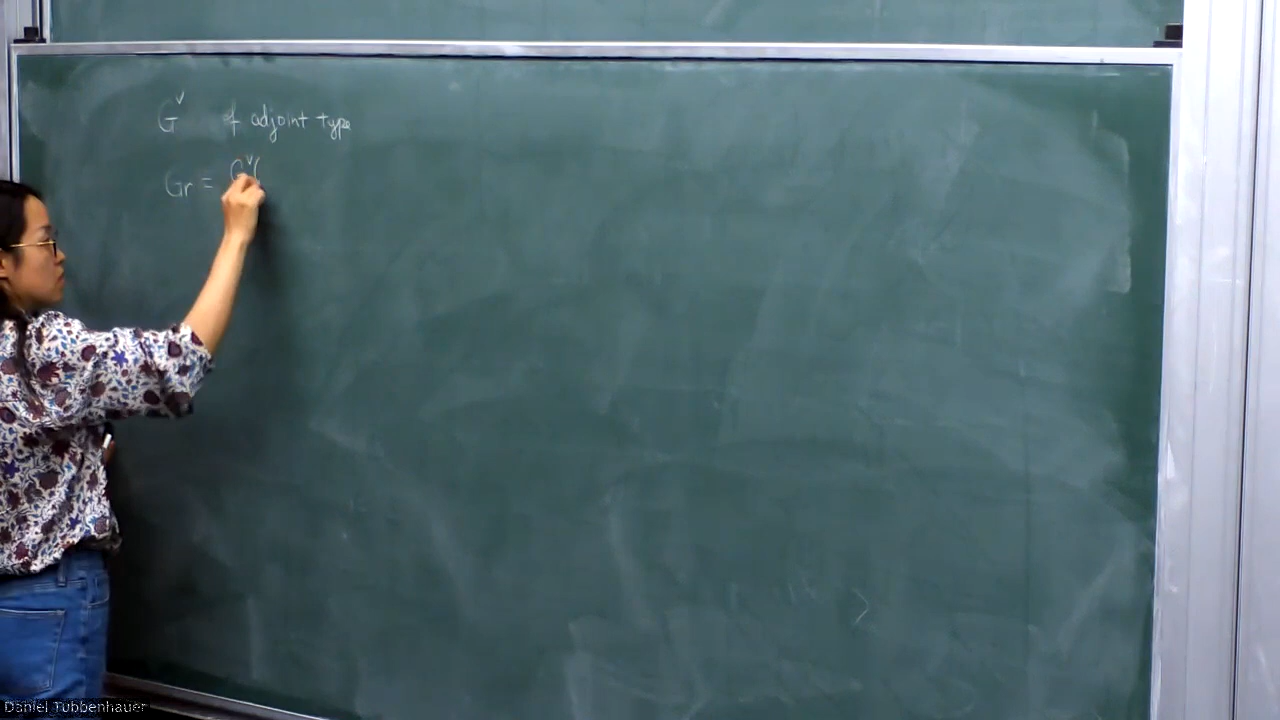 G^∨ of adjoint type
Gr = G^∨(
Daniel Tubbenhauer